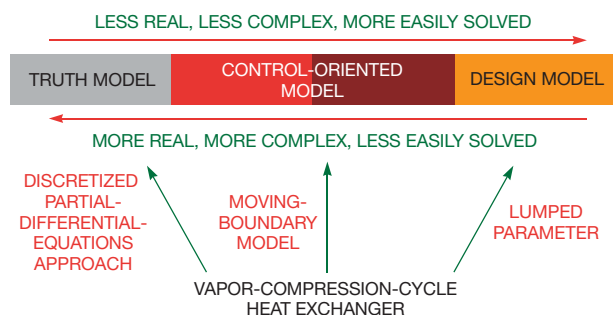 LESS REAL, LESS COMPLEX, MORE EASILY SOLVED
TRUTH MODEL
CONTROL-ORIENTED
MODEL
DESIGN MODEL
MORE REAL, MORE COMPLEX, LESS EASILY SOLVED
DISCRETIZED
PARTIAL-
DIFFERENTIAL-
EQUATIONS
APPROACH
MOVING-
BOUNDARY
MODEL
LUMPED
PARAMETER
VAPOR-COMPRESSION-CYCLE
HEAT EXCHANGER